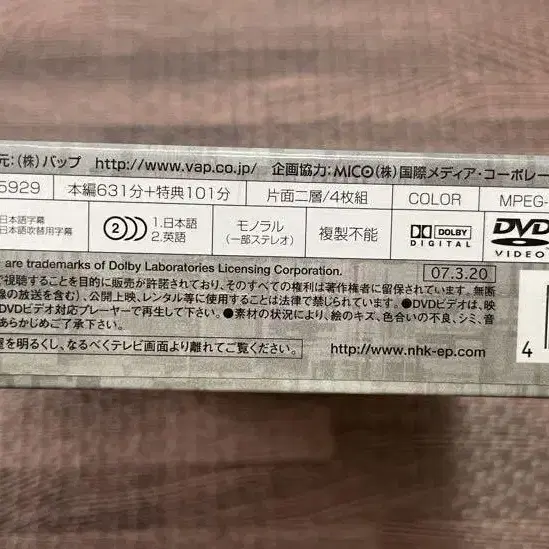 元:(株)バップ http://www.vap.co.jp/ 企画協力:MICO(株)国際メディア・コーポレー
5929 本編631分+特典101分 片面二層/4枚組 COLOR MPEG-
日本語字幕
日本語吹替用字幕
2
1.日本語
2.英語
モノラル
(一部ステレオ)
複製不能
DOLBY
DIGITAL
DVD
VIDEO
are trademarks of Dolby Laboratories Licensing Corporation. 07.3.20
で視聴することを目的に販売が許諾されており、そのすべての権利は著作権者に留保されています。無断
線の放送を含む)、公開上映、レンタル等に使用することは法律で禁じられています。●DVDビデオは、映
DVDビデオ対応プレーヤーで再生して下さい。●素材の状況により、絵のキズ、色合いの不良、シミ、音
あらかじめご了承下さい。
屋を明るくし、なるべくテレビ画面より離れてご覧ください。 http://www.nhk-ep.com
4